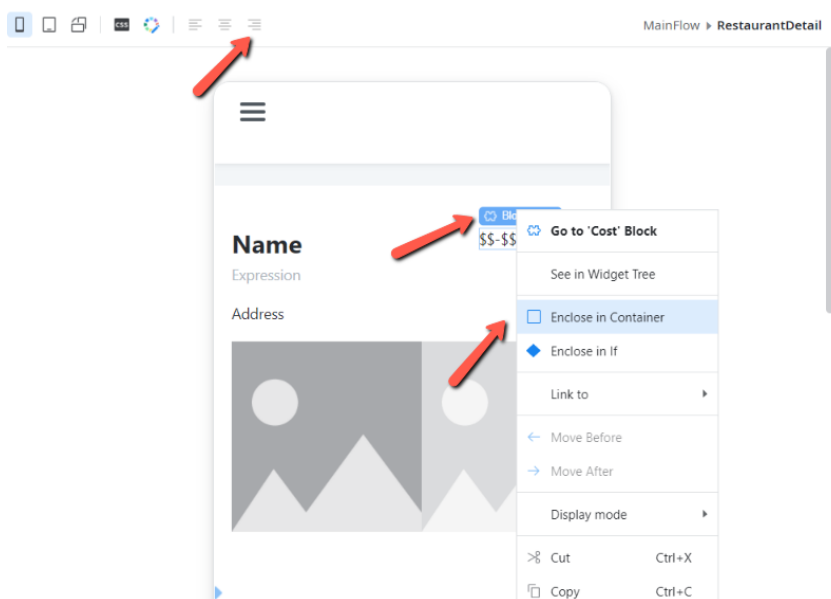 css
MainFlow RestaurantDetail
Name
Expression
Address
$$-$$
Go to 'Cost' Block
See in Widget Tree
Enclose in Container
Enclose in If
Link to
Move Before
Move After
Display mode
Cut Ctrl+X
Copy Ctrl+C